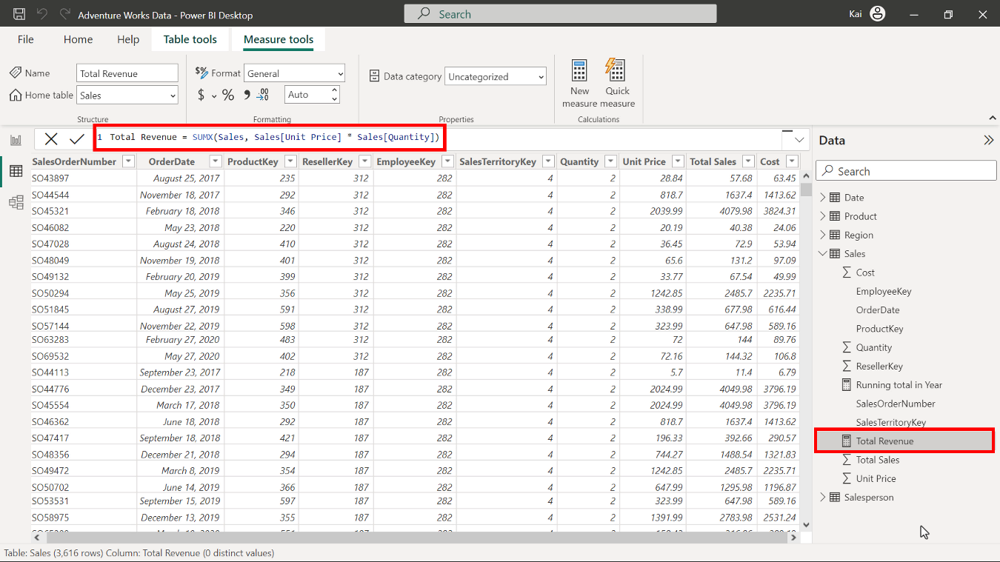 Adventure Works Data - Power BI Desktop
Search
Kai
File Home Help Table tools Measure tools
Name Total Revenue
Home table Sales
Structure
$% Format General
$ % 9 .00 →0 Auto
Formatting
Data category Uncategorized
Properties
New measure
Quick measure
Calculations
1 Total Revenue = SUMX(Sales, Sales[Unit Price] * Sales[Quantity])
SalesOrderNumber OrderDate ProductKey ResellerKey EmployeeKey SalesTerritoryKey Quantity Unit Price Total Sales Cost
SO43897 August 25, 2017 235 312 282 4 2 28.84 57.68 63.45
SO44544 November 18, 2017 292 312 282 4 2 818.7 1637.4 1413.62
SO45321 February 18, 2018 346 312 282 4 2 2039.99 4079.98 3824.31
SO46082 May 23, 2018 220 312 282 4 2 20.19 40.38 24.06
SO47028 August 24, 2018 410 312 282 4 2 36.45 72.9 53.94
SO48049 November 19, 2018 401 312 282 4 2 65.6 131.2 97.09
SO49132 February 20, 2019 399 312 282 4 2 33.77 67.54 49.99
SO50294 May 25, 2019 356 312 282 4 2 1242.85 2485.7 2235.71
SO51845 August 27, 2019 591 312 282 4 2 338.99 677.98 616.44
SO57144 November 22, 2019 598 312 282 4 2 323.99 647.98 589.16
SO63283 February 27, 2020 483 312 282 4 2 72 144 89.76
SO69532 May 27, 2020 402 312 282 4 2 72.16 144.32 106.8
SO44113 September 23, 2017 218 187 282 4 2 5.7 11.4 6.79
SO44776 December 23, 2017 349 187 282 4 2 2024.99 4049.98 3796.19
SO45554 March 17, 2018 350 187 282 4 2 2024.99 4049.98 3796.19
SO46362 June 18, 2018 292 187 282 4 2 818.7 1637.4 1413.62
SO47417 September 18, 2018 421 187 282 4 2 196.33 392.66 290.57
SO48356 December 21, 2018 294 187 282 4 2 744.27 1488.54 1321.83
SO49472 March 8, 2019 354 187 282 4 2 1242.85 2485.7 2235.71
SO50702 June 14, 2019 366 187 282 4 2 647.99 1295.98 1196.87
SO53531 September 15, 2019 597 187 282 4 2 323.99 647.98 589.16
SO58975 December 13, 2019 355 187 282 4 2 1391.99 2783.98 2531.24
Data
Search
Date
Product
Region
Sales
Cost
EmployeeKey
OrderDate
ProductKey
Quantity
ResellerKey
Running total in Year
SalesOrderNumber
SalesTerritoryKey
Total Revenue
Total Sales
Unit Price
Salesperson
Table: Sales (3,616 rows) Column: Total Revenue (0 distinct values)